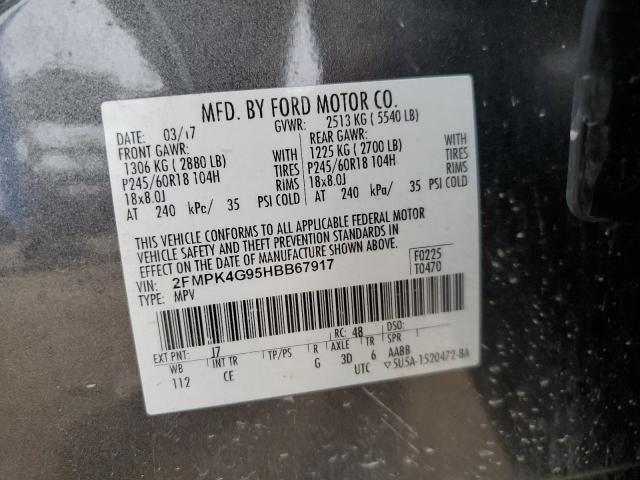 MFD. BY FORD MOTOR CO.
DATE: 03/17 GVWR: 2513 KG ( 5540 LB)
FRONT GAWR: REAR GAWR:
1306 KG ( 2880 LB) WITH 1225 KG ( 2700 LB) WITH
P245/60R18 104H TIRES P245/60R18 104H TIRES
18x8.0J RIMS 18x8.0J RIMS
AT 240 kPc/ 35 PSI COLD AT 240 kPc/ 35 PSI COLD
THIS VEHICLE CONFORMS TO ALL APPLICABLE FEDERAL MOTOR
VEHICLE SAFETY AND THEFT PREVENTION STANDARDS IN
EFFECT ON THE DATE OF MANUFACTURE SHOWN ABOVE.
VIN: 2FMPK4G95HBB67917 F0225
TYPE: MPV T0470
EXT PNT: J7 RC: 48 DSO:
WB INT TR TP/PS R AXLE TR SPR
112 CE G 3D 6 AABB
UTC ▽5U5A-1520472-BA